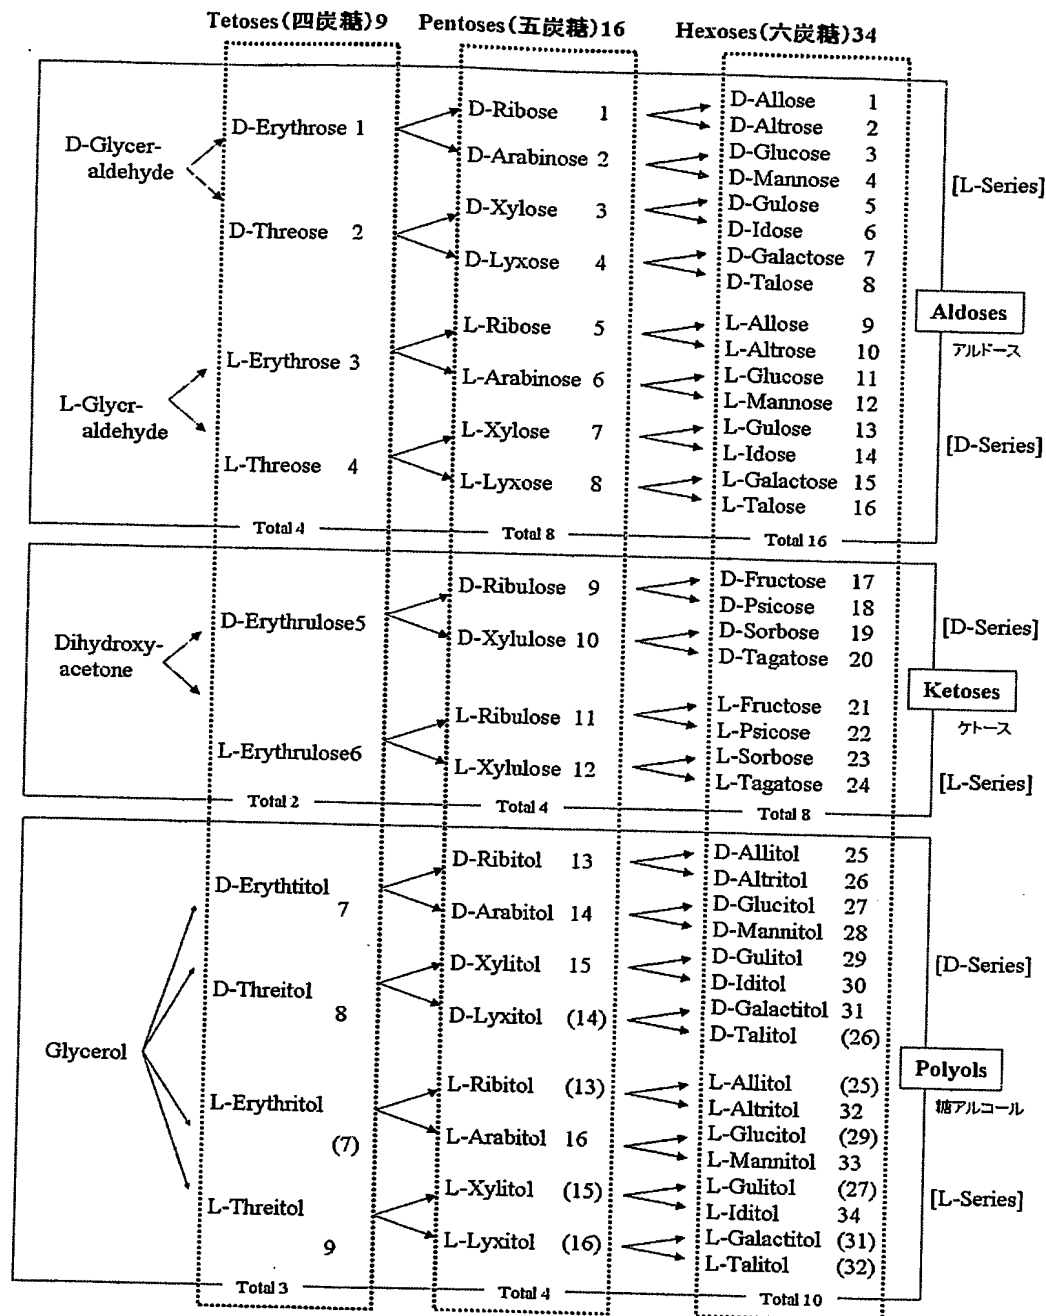 Tetoses(四炭糖)9 Pentoses(五炭糖)16 Hexoses(六炭糖)34
D-Glycer-
aldehyde
L-Glycr-
aldehyde
D-Erythrose 1
D-Threose 2
L-Erythrose 3
L-Threose 4
Total 4
D-Ribose 1
D-Arabinose 2
D-Xylose 3
D-Lyxose 4
L-Ribose 5
L-Arabinose 6
L-Xylose 7
L-Lyxose 8
Total 8
D-Allose 1
D-Altrose 2
D-Glucose 3
D-Mannose 4
D-Gulose 5
D-Idose 6
D-Galactose 7
D-Talose 8
L-Allose 9
L-Altrose 10
L-Glucose 11
L-Mannose 12
L-Gulose 13
L-Idose 14
L-Galactose 15
L-Talose 16
Total 16
[L-Series]
Aldoses
アルドース
[D-Series]
Dihydroxy-
acetone
D-Erythrulose5
L-Erythrulose6
Total 2
D-Ribulose 9
D-Xylulose 10
L-Ribulose 11
L-Xylulose 12
Total 4
D-Fructose 17
D-Psicose 18
D-Sorbose 19
D-Tagatose 20
L-Fructose 21
L-Psicose 22
L-Sorbose 23
L-Tagatose 24
Total 8
[D-Series]
Ketoses
ケトース
[L-Series]
Glycerol
D-Erythtitol
7
D-Threitol
8
L-Erythritol
(7)
L-Threitol
9
Total 3
D-Ribitol 13
D-Arabitol 14
D-Xylitol 15
D-Lyxitol (14)
L-Ribitol (13)
L-Arabitol 16
L-Xylitol (15)
L-Lyxitol (16)
Total 4
D-Allitol 25
D-Altritol 26
D-Glucitol 27
D-Mannitol 28
D-Gulitol 29
D-Iditol 30
D-Galactitol 31
D-Talitol (26)
L-Allitol (25)
L-Altritol 32
L-Glucitol (29)
L-Mannitol 33
L-Gulitol (27)
L-Iditol 34
L-Galactitol (31)
L-Talitol (32)
Total 10
[D-Series]
Polyols
糖アルコール
[L-Series]